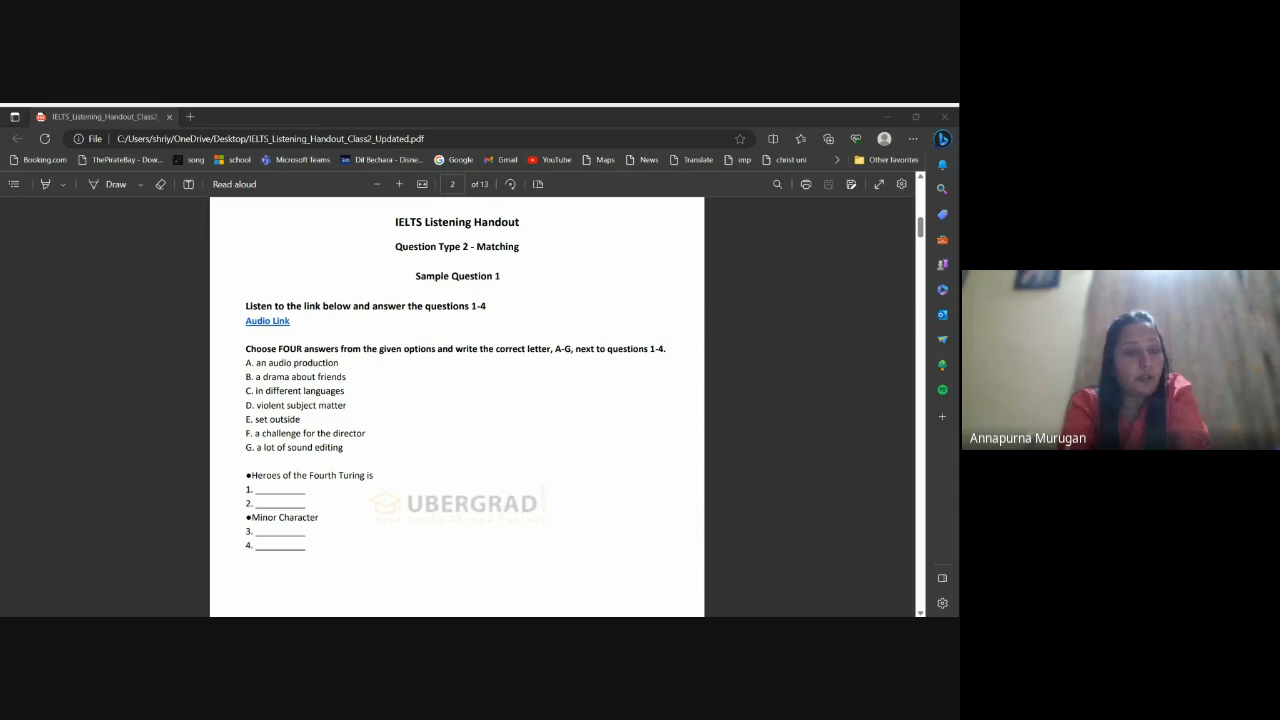 IELTS_Listening_Handout_Class2_
File
C:/Users/shriy/OneDrive/Desktop/IELTS_Listening_Handout_Class2_Updated.pdf
Booking.com ThePirateBay - Dow... song school Microsoft Teams Dil Bechara - Disne... Google Gmail YouTube Maps News Translate imp christ uni Other favorites
Draw Read aloud 2 of 13
IELTS Listening Handout
Question Type 2 - Matching
Sample Question 1
Listen to the link below and answer the questions 1-4
Audio Link
Choose FOUR answers from the given options and write the correct letter, A-G, next to questions 1-4.
A. an audio production
B. a drama about friends
C. in different languages
D. violent subject matter
E. set outside
F. a challenge for the director
G. a lot of sound editing
●Heroes of the Fourth Turing is
1. __________
2. __________
●Minor Character
3. __________
4. __________
UBERGRAD
Annapurna Murugan